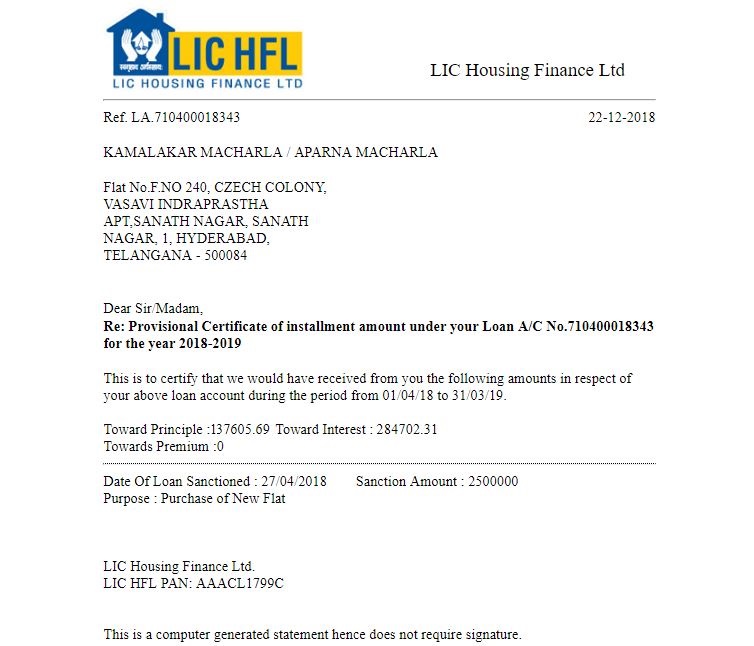 LIC HFL
LIC HOUSING FINANCE LTD
LIC Housing Finance Ltd
Ref. LA.710400018343 22-12-2018
KAMALAKAR MACHARLA / APARNA MACHARLA
Flat No.F.NO 240, CZECH COLONY,
VASAVI INDRAPRASTHA
APT,SANATH NAGAR, SANATH
NAGAR, 1, HYDERABAD,
TELANGANA - 500084
Dear Sir/Madam,
Re: Provisional Certificate of installment amount under your Loan A/C No.710400018343
for the year 2018-2019
This is to certify that we would have received from you the following amounts in respect of
your above loan account during the period from 01/04/18 to 31/03/19.
Toward Principle :137605.69 Toward Interest : 284702.31
Towards Premium :0
Date Of Loan Sanctioned : 27/04/2018 Sanction Amount : 2500000
Purpose : Purchase of New Flat
LIC Housing Finance Ltd.
LIC HFL PAN: AAACL1799C
This is a computer generated statement hence does not require signature.